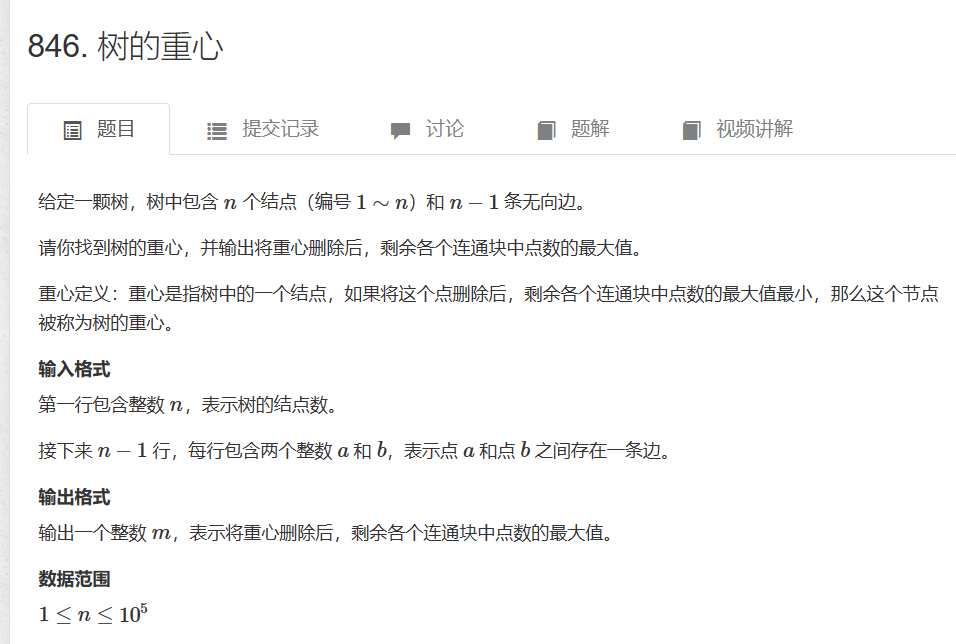 846. 树的重心
题目 提交记录 讨论 题解 视频讲解
给定一颗树，树中包含 n 个结点（编号 1 ∼ n）和 n − 1 条无向边。
请你找到树的重心，并输出将重心删除后，剩余各个连通块中点数的最大值。
重心定义：重心是指树中的一个结点，如果将这个点删除后，剩余各个连通块中点数的最大值最小，那么这个节点
被称为树的重心。
输入格式
第一行包含整数 n，表示树的结点数。
接下来 n − 1 行，每行包含两个整数 a 和 b，表示点 a 和点 b 之间存在一条边。
输出格式
输出一个整数 m，表示将重心删除后，剩余各个连通块中点数的最大值。
数据范围
1 ≤ n ≤ 10⁵